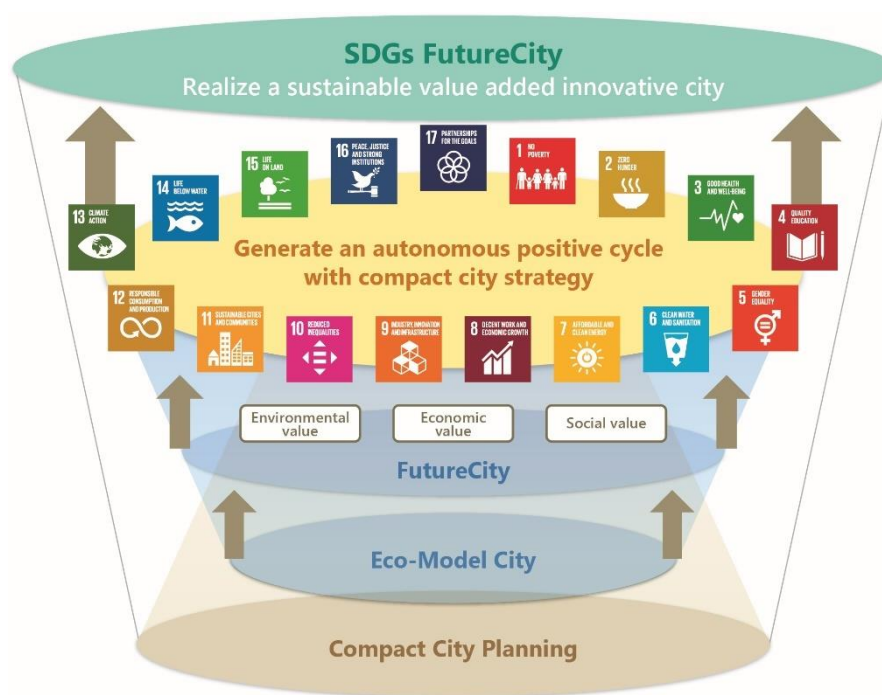 SDGs FutureCity
Realize a sustainable value added innovative city
17 PARTNERSHIPS
FOR THE GOALS
16 PEACE, JUSTICE
AND STRONG
INSTITUTIONS
1 NO
POVERTY
15 LIFE
ON LAND
2 ZERO
HUNGER
14 LIFE
BELOW WATER
3 GOOD HEALTH
AND WELL-BEING
13 CLIMATE
ACTION
4 QUALITY
EDUCATION
Generate an autonomous positive cycle
with compact city strategy
12 RESPONSIBLE
CONSUMPTION
AND PRODUCTION
11 SUSTAINABLE CITIES
AND COMMUNITIES
10 REDUCED
INEQUALITIES
9 INDUSTRY, INNOVATION
AND INFRASTRUCTURE
8 DECENT WORK AND
ECONOMIC GROWTH
7 AFFORDABLE AND
CLEAN ENERGY
6 CLEAN WATER
AND SANITATION
5 GENDER
EQUALITY
Environmental
value
Economic
value
Social value
FutureCity
Eco-Model City
Compact City Planning